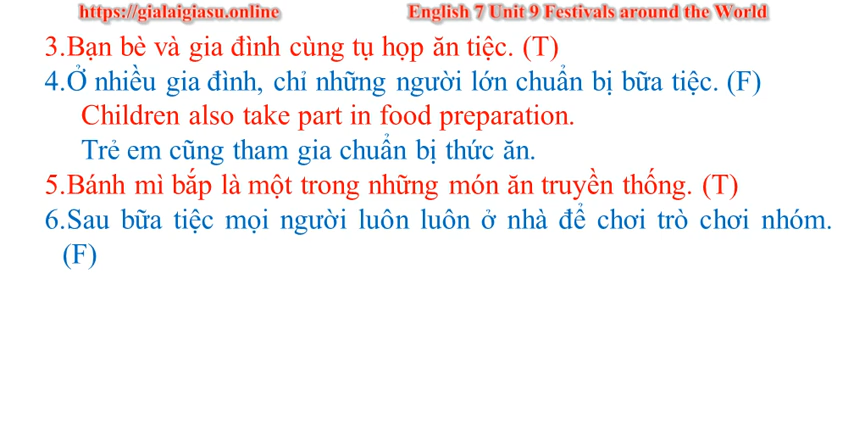 https://gialaigiasu.online English 7 Unit 9 Festivals around the World
3.Bạn bè và gia đình cùng tụ họp ăn tiệc. (T)
4.Ở nhiều gia đình, chỉ những người lớn chuẩn bị bữa tiệc. (F)
Children also take part in food preparation.
Trẻ em cũng tham gia chuẩn bị thức ăn.
5.Bánh mì bắp là một trong những món ăn truyền thống. (T)
6.Sau bữa tiệc mọi người luôn luôn ở nhà để chơi trò chơi nhóm.
(F)